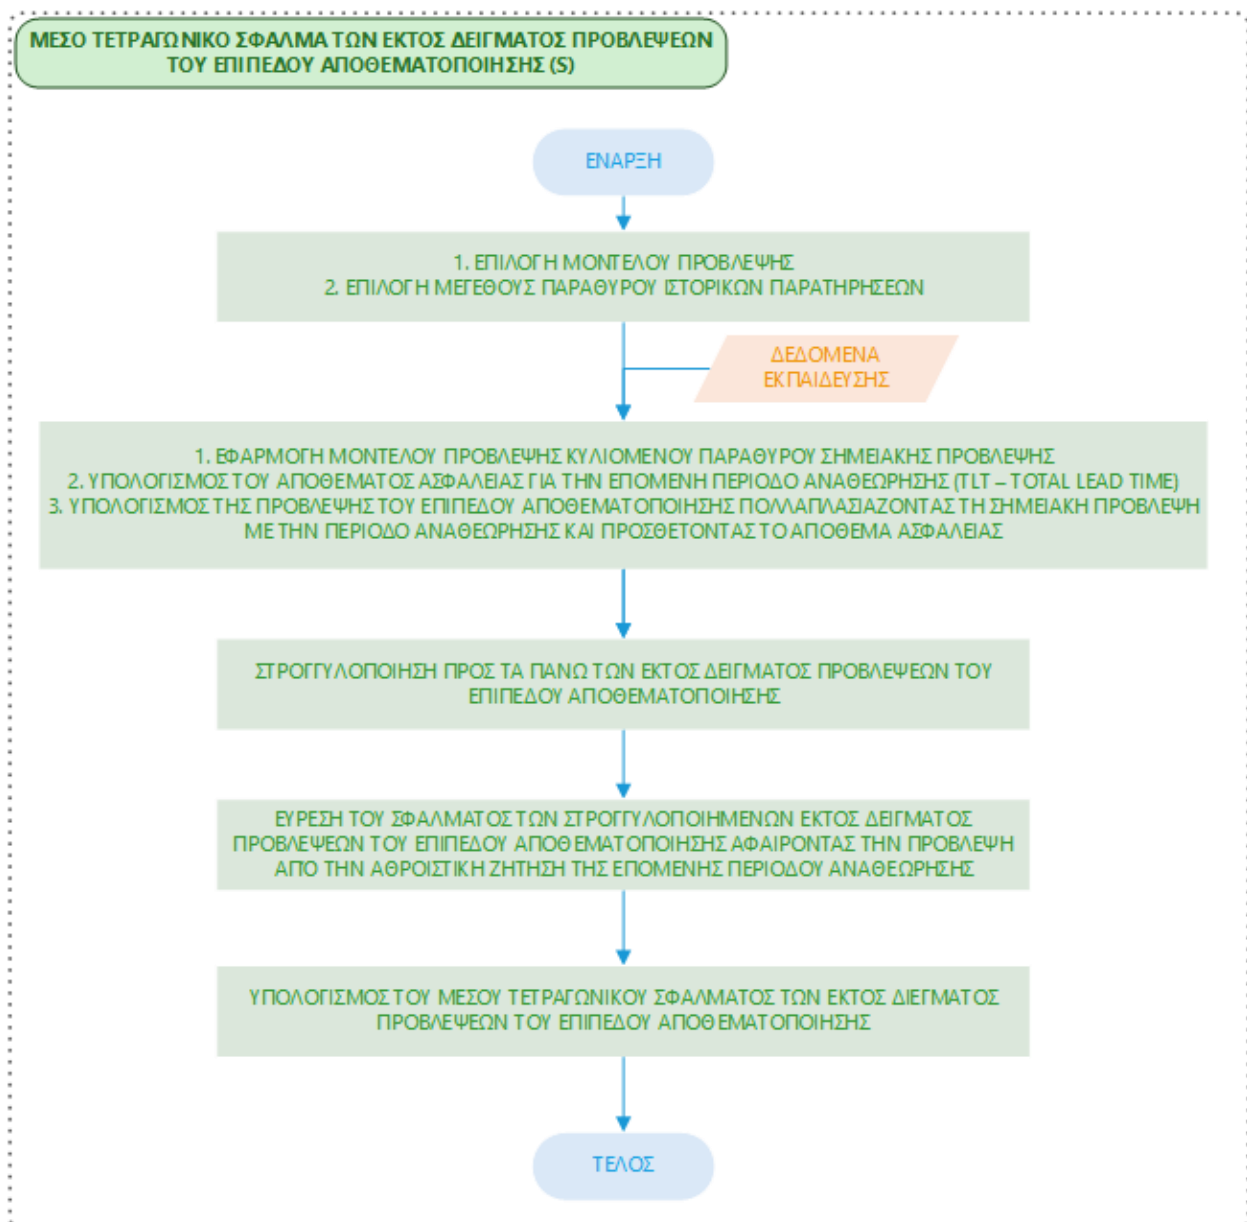 ΜΕΣΟ ΤΕΤΡΑΓΩΝΙΚΟ ΣΦΑΛΜΑ ΤΩΝ ΕΚΤΟΣ ΔΕΙΓΜΑΤΟΣ ΠΡΟΒΛΕΨΕΩΝ
ΤΟΥ ΕΠΙΠΕΔΟΥ ΑΠΟΘΕΜΑΤΟΠΟΙΗΣΗΣ (S)
ΕΝΑΡΞΗ
1. ΕΠΙΛΟΓΗ ΜΟΝΤΕΛΟΥ ΠΡΟΒΛΕΨΗΣ
2. ΕΠΙΛΟΓΗ ΜΕΓΕΘΟΥΣ ΠΑΡΑΘΥΡΟΥ ΙΣΤΟΡΙΚΩΝ ΠΑΡΑΤΗΡΗΣΕΩΝ
ΔΕΔΟΜΕΝΑ
ΕΚΠΑΙΔΕΥΣΗΣ
1. ΕΦΑΡΜΟΓΗ ΜΟΝΤΕΛΟΥ ΠΡΟΒΛΕΨΗΣ ΚΥΛΙΟΜΕΝΟΥ ΠΑΡΑΘΥΡΟΥ ΣΗΜΕΙΑΚΗΣ ΠΡΟΒΛΕΨΗΣ
2. ΥΠΟΛΟΓΙΣΜΟΣ ΤΟΥ ΑΠΟΘΕΜΑΤΟΣ ΑΣΦΑΛΕΙΑΣ ΓΙΑ ΤΗΝ ΕΠΟΜΕΝΗ ΠΕΡΙΟΔΟ ΑΝΑΘΕΩΡΗΣΗΣ (TLT – TOTAL LEAD TIME)
3. ΥΠΟΛΟΓΙΣΜΟΣ ΤΗΣ ΠΡΟΒΛΕΨΗΣ ΤΟΥ ΕΠΙΠΕΔΟΥ ΑΠΟΘΕΜΑΤΟΠΟΙΗΣΗΣ ΠΟΛΛΑΠΛΑΣΙΑΖΟΝΤΑΣ ΤΗ ΣΗΜΕΙΑΚΗ ΠΡΟΒΛΕΨΗ
ΜΕ ΤΗΝ ΠΕΡΙΟΔΟ ΑΝΑΘΕΩΡΗΣΗΣ ΚΑΙ ΠΡΟΣΘΕΤΟΝΤΑΣ ΤΟ ΑΠΟΘΕΜΑ ΑΣΦΑΛΕΙΑΣ
ΣΤΡΟΓΓΥΛΟΠΟΙΗΣΗ ΠΡΟΣ ΤΑ ΠΑΝΩ ΤΩΝ ΕΚΤΟΣ ΔΕΙΓΜΑΤΟΣ ΠΡΟΒΛΕΨΕΩΝ ΤΟΥ
ΕΠΙΠΕΔΟΥ ΑΠΟΘΕΜΑΤΟΠΟΙΗΣΗΣ
ΕΥΡΕΣΗ ΤΟΥ ΣΦΑΛΜΑΤΟΣ ΤΩΝ ΣΤΡΟΓΓΥΛΟΠΟΙΗΜΕΝΩΝ ΕΚΤΟΣ ΔΕΙΓΜΑΤΟΣ
ΠΡΟΒΛΕΨΕΩΝ ΤΟΥ ΕΠΙΠΕΔΟΥ ΑΠΟΘΕΜΑΤΟΠΟΙΗΣΗΣ ΑΦΑΙΡΟΝΤΑΣ ΤΗΝ ΠΡΟΒΛΕΨΗ
ΑΠΌ ΤΗΝ ΑΘΡΟΙΣΤΙΚΗ ΖΗΤΗΣΗ ΤΗΣ ΕΠΟΜΕΝΗΣ ΠΕΡΙΟΔΟΥ ΑΝΑΘΕΩΡΗΣΗΣ
ΥΠΟΛΟΓΙΣΜΟΣ ΤΟΥ ΜΕΣΟΥ ΤΕΤΡΑΓΩΝΙΚΟΥ ΣΦΑΛΜΑΤΟΣ ΤΩΝ ΕΚΤΟΣ ΔΙΕΓΜΑΤΟΣ
ΠΡΟΒΛΕΨΕΩΝ ΤΟΥ ΕΠΙΠΕΔΟΥ ΑΠΟΘΕΜΑΤΟΠΟΙΗΣΗΣ
ΤΕΛΟΣ